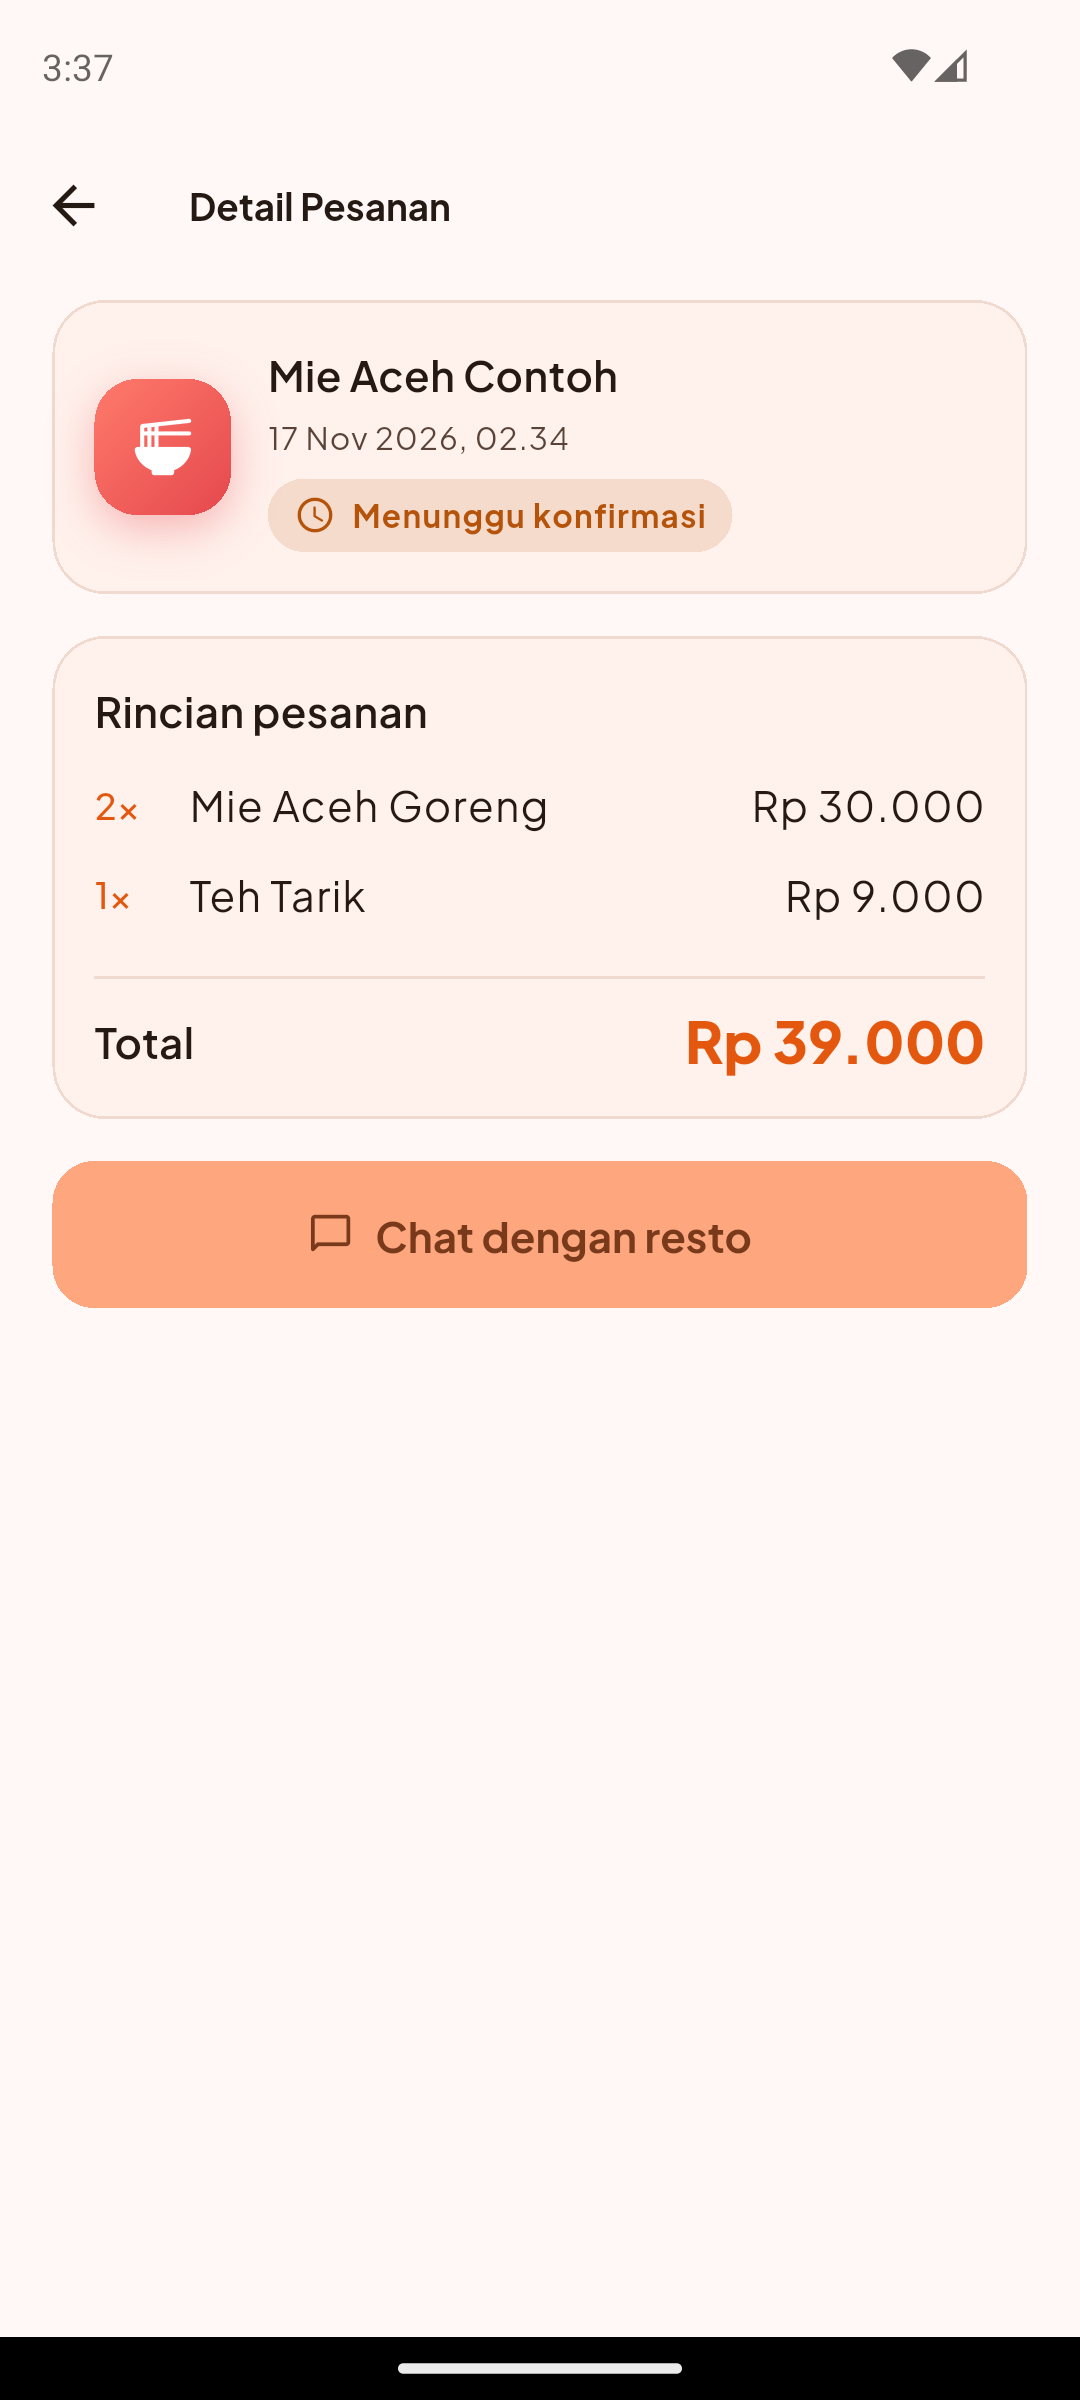 3:37
Detail Pesanan
Mie Aceh Contoh
17 Nov 2026, 02.34
Menunggu konfirmasi
Rincian pesanan
2× Mie Aceh Goreng Rp 30.000
1× Teh Tarik Rp 9.000
Total Rp 39.000
Chat dengan resto